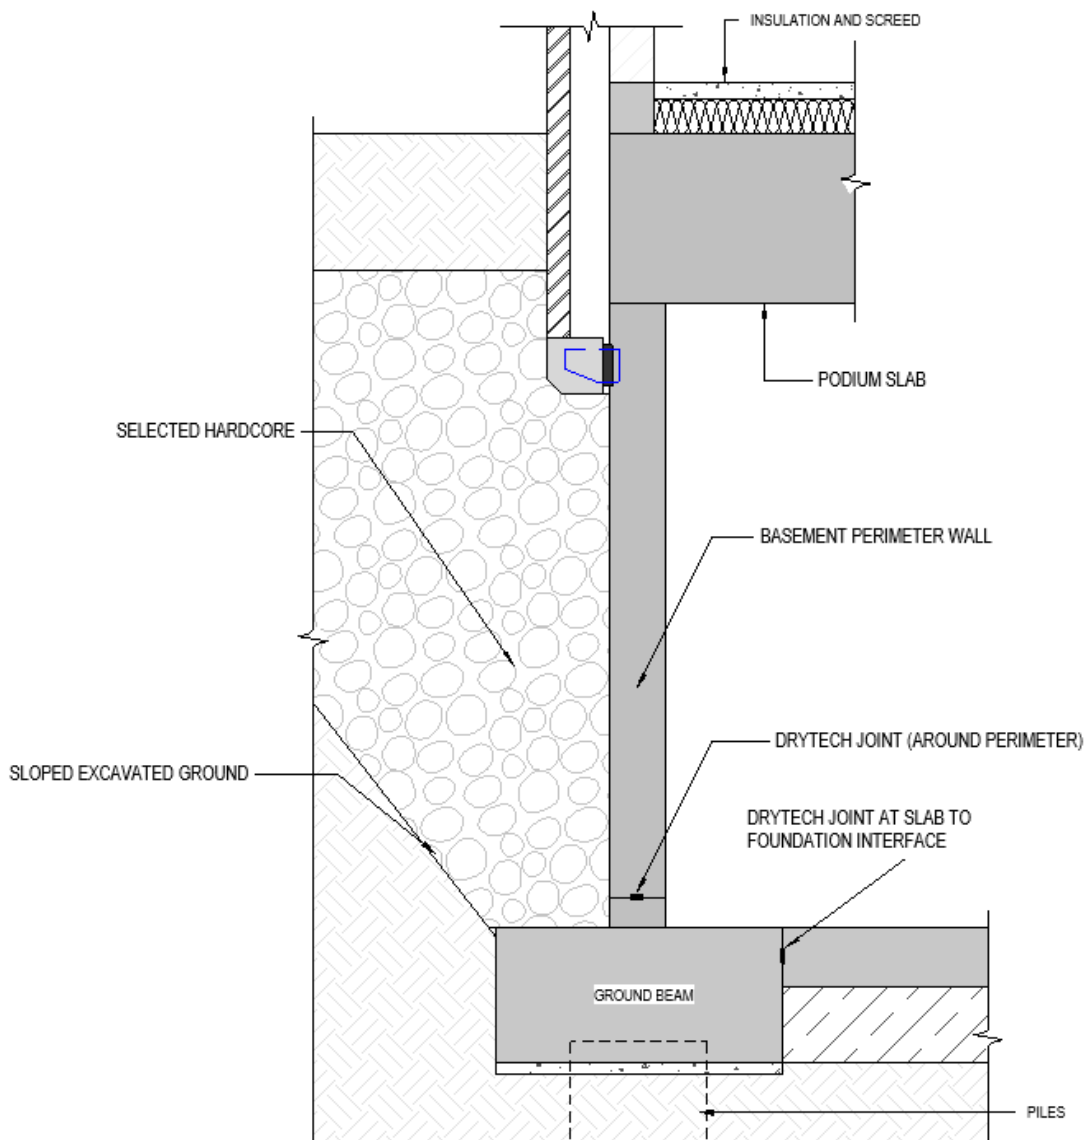 INSULATION AND SCREED
PODIUM SLAB
SELECTED HARDCORE
BASEMENT PERIMETER WALL
DRYTECH JOINT (AROUND PERIMETER)
SLOPED EXCAVATED GROUND
DRYTECH JOINT AT SLAB TO
FOUNDATION INTERFACE
GROUND BEAM
PILES